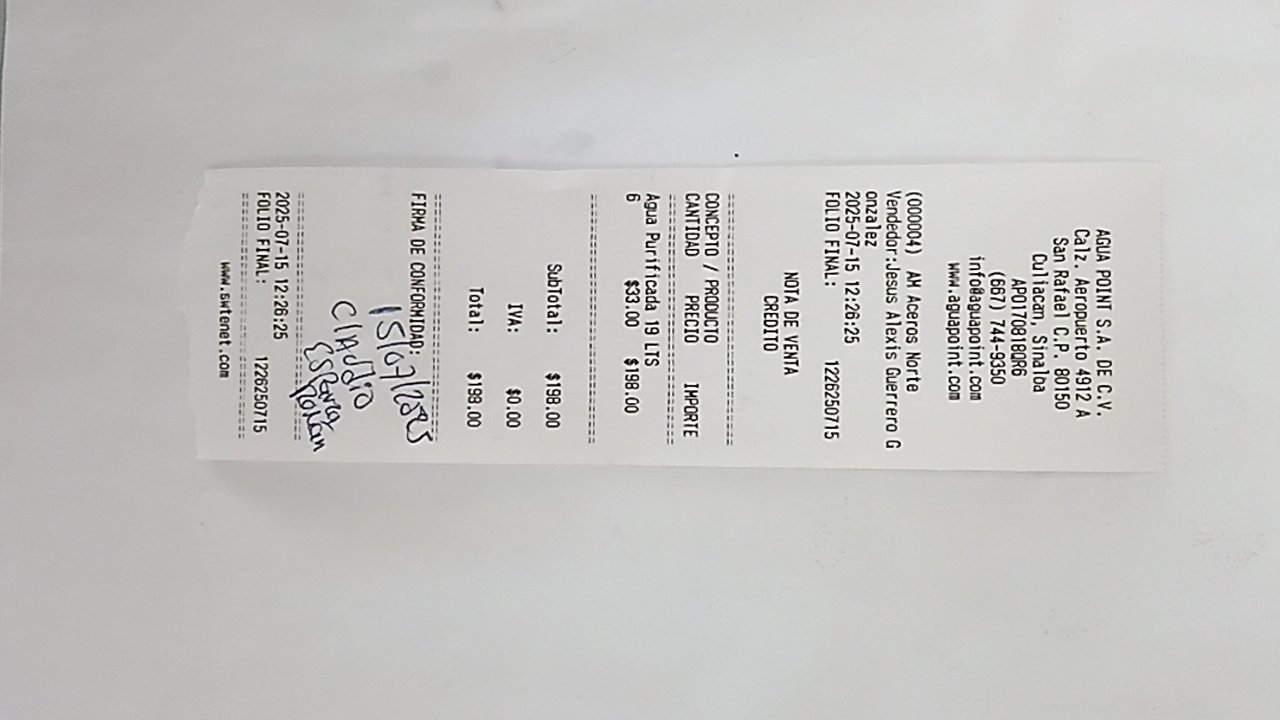 AGUA POINT S.A. DE C.V.
Calz. Aeropuerto 4912 A
San Rafael C.P. 80150
Culiacan, Sinaloa
APO170818QR6
(667) 744-9350
info@aguapoint.com
www.aguapoint.com
(000004) AM Aceros Norte
Vendedor:Jesus Alexis Guerrero G
onzalez
2025-07-15 12:26:25
FOLIO FINAL: 1226250715
NOTA DE VENTA
CREDITO
================================
CONCEPTO / PRODUCTO
CANTIDAD PRECIO IMPORTE
================================
Agua Purificada 19 LTS
6 $33.00 $198.00
================================
SubTotal: $198.00
IVA: $0.00
Total: $198.00
================================
FIRMA DE CONFORMIDAD:
15/07/2025
Claudio
Esparza
================================
2025-07-15 12:26:25
FOLIO FINAL: 1226250715
================================
www.swtenet.com